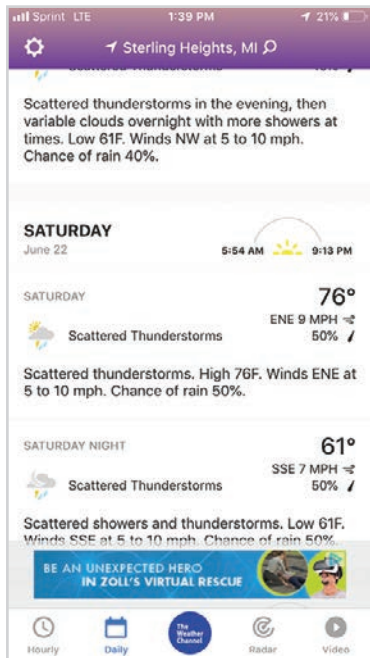 Sprint LTE 1:39 PM 21%
Sterling Heights, MI
Scattered Thunderstorms
Scattered thunderstorms in the evening, then
variable clouds overnight with more showers at
times. Low 61F. Winds NW at 5 to 10 mph.
Chance of rain 40%.
SATURDAY
June 22
5:54 AM 9:13 PM
SATURDAY 76°
ENE 9 MPH
Scattered Thunderstorms 50%
Scattered thunderstorms. High 76F. Winds ENE at
5 to 10 mph. Chance of rain 50%.
SATURDAY NIGHT 61°
SSE 7 MPH
Scattered Thunderstorms 50%
Scattered showers and thunderstorms. Low 61F.
Winds SSE at 5 to 10 mph. Chance of rain 50%.
BE AN UNEXPECTED HERO
IN ZOLL'S VIRTUAL RESCUE
The
Weather
Channel
Hourly Daily Radar Video